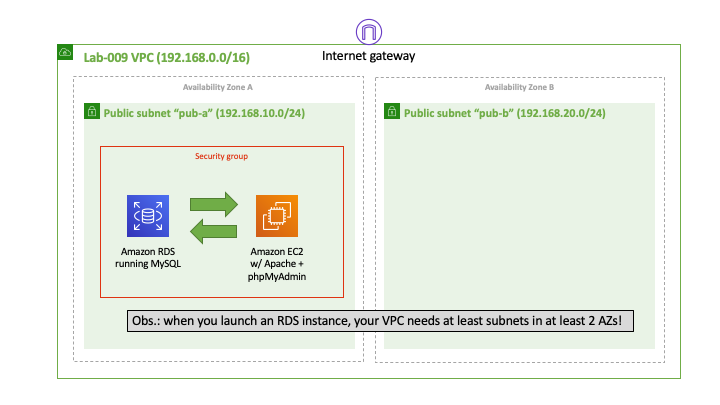 Internet gateway
Lab-009 VPC (192.168.0.0/16)
Availability Zone A
Public subnet “pub-a” (192.168.10.0/24)
Security group
Amazon RDS
running MySQL
Amazon EC2
w/ Apache +
phpMyAdmin
Availability Zone B
Public subnet “pub-b” (192.168.20.0/24)
Obs.: when you launch an RDS instance, your VPC needs at least subnets in at least 2 AZs!